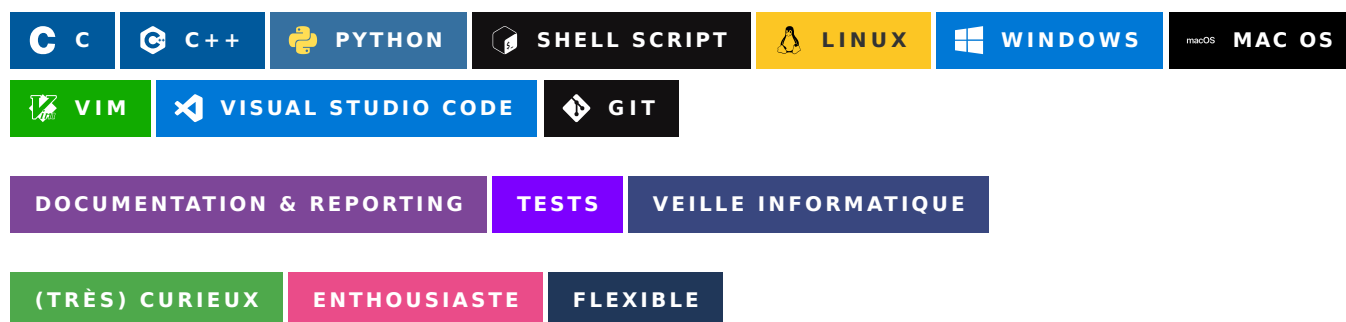 C C++ PYTHON SHELL SCRIPT LINUX WINDOWS macOS MAC OS
VIM VISUAL STUDIO CODE GIT
DOCUMENTATION & REPORTING TESTS VEILLE INFORMATIQUE
(TRÈS) CURIEUX ENTHOUSIASTE FLEXIBLE